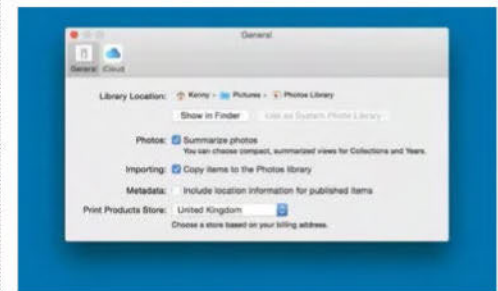 General
General iCloud
Library Location: Kenny Pictures Photos Library
Show in Finder Use as System Photo Library
Photos: Summarize photos
You can choose compact, summarized views for Collections and Years.
Importing: Copy items to the Photos library
Metadata: Include location information for published items
Print Products Store: United Kingdom
Choose a store based on your billing address.